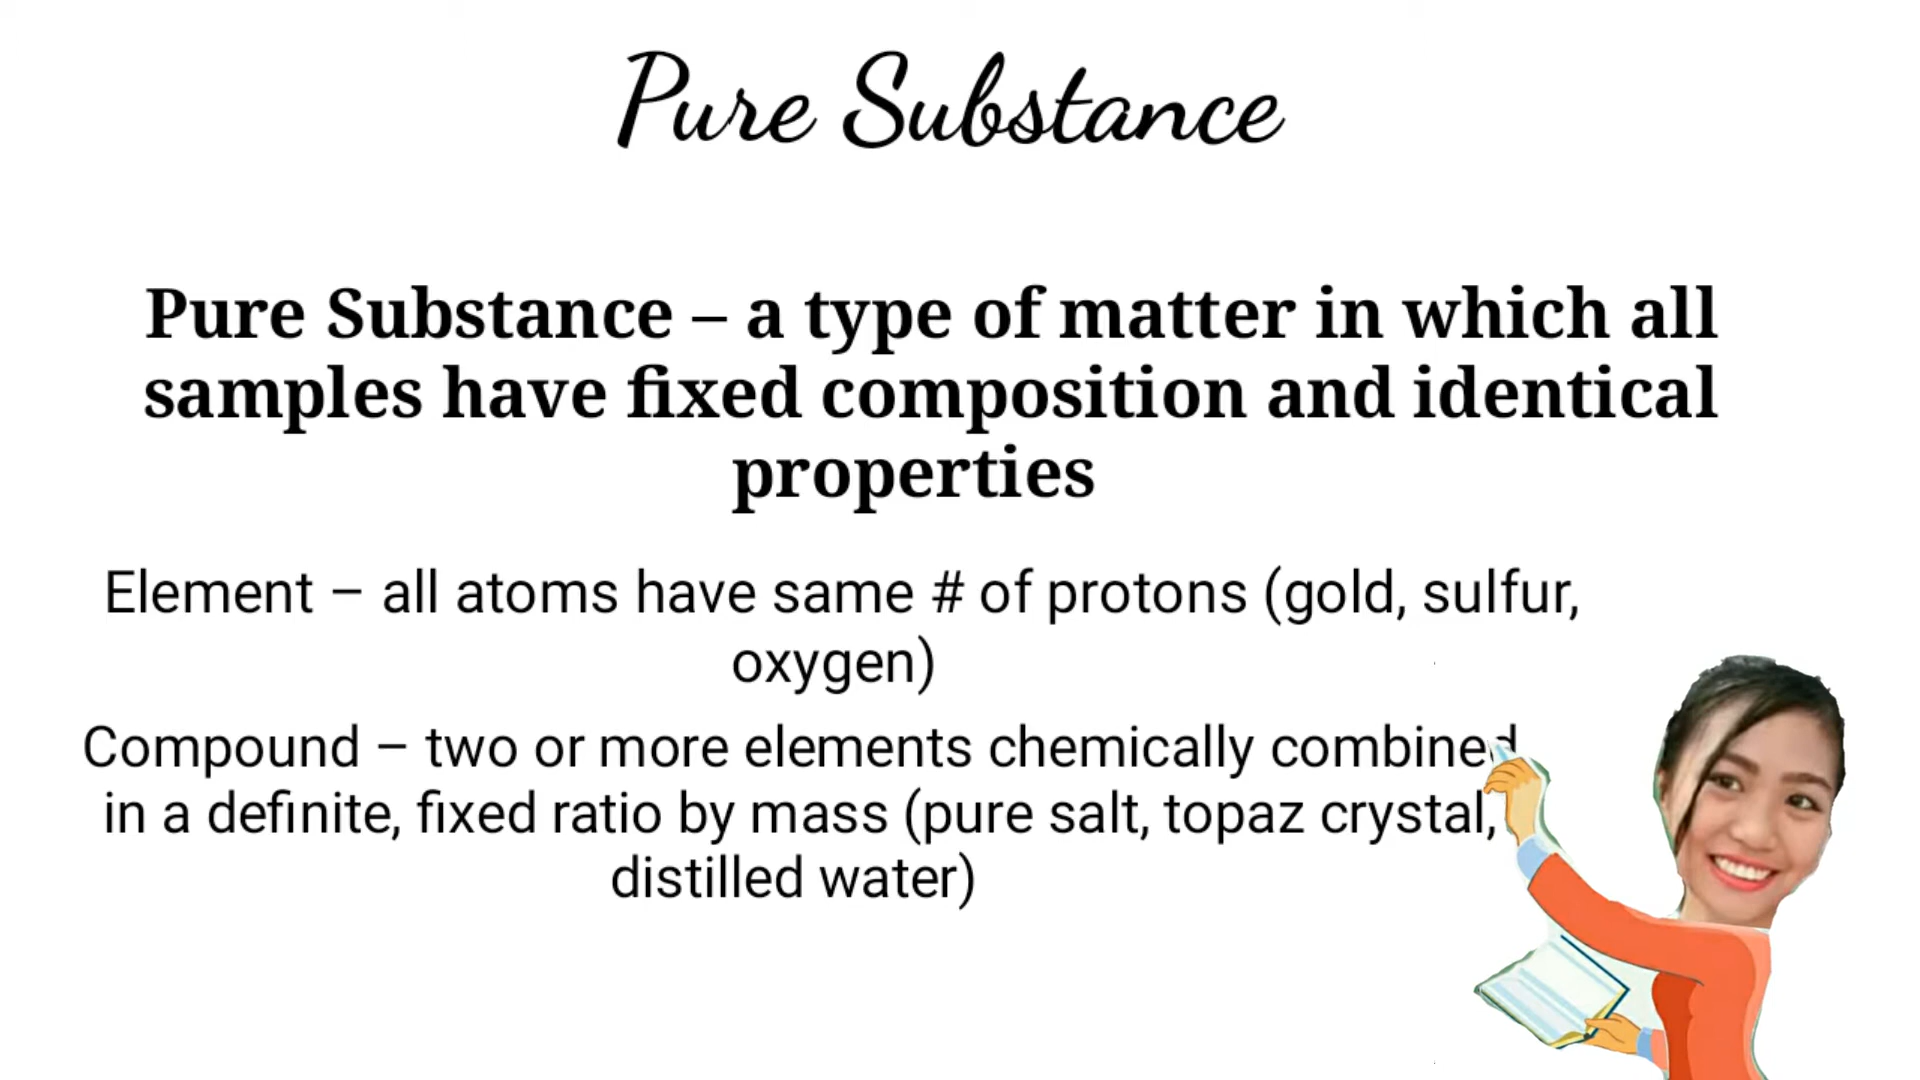 Pure Substance
Pure Substance – a type of matter in which all
samples have fixed composition and identical
properties
Element – all atoms have same # of protons (gold, sulfur,
oxygen)
Compound – two or more elements chemically combined
in a definite, fixed ratio by mass (pure salt, topaz crystal,
distilled water)